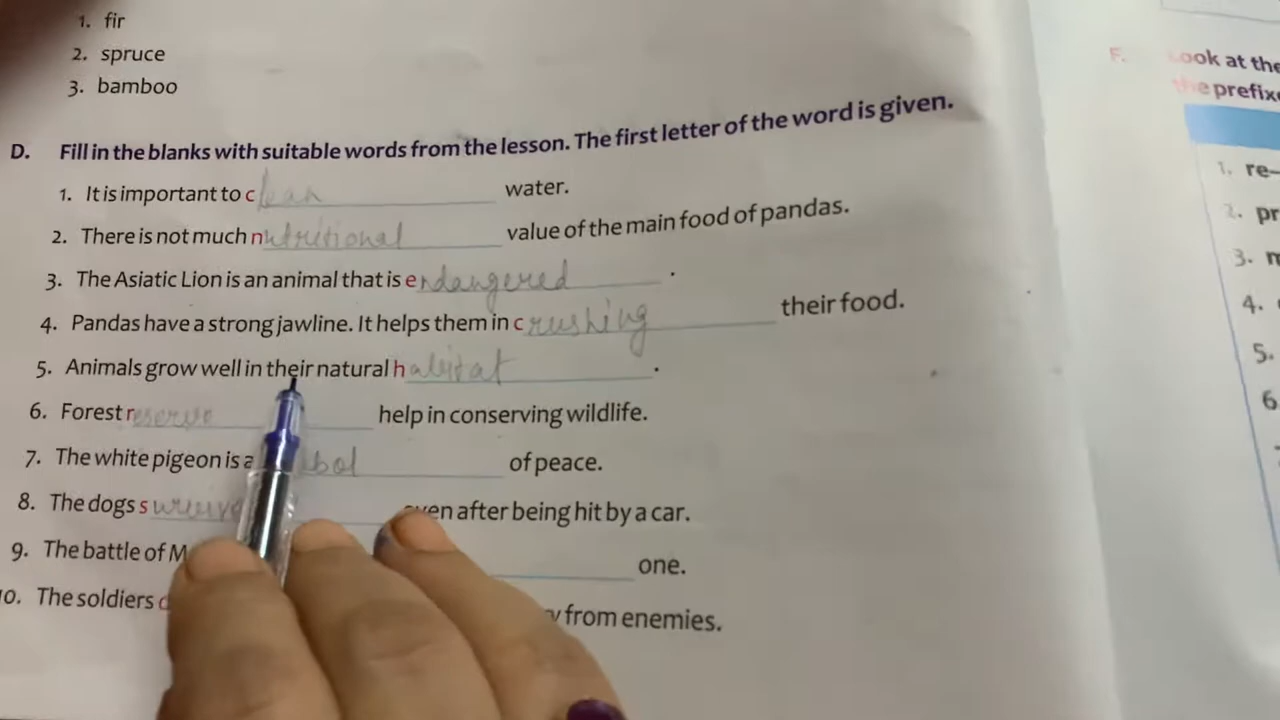 1. fir
2. spruce
3. bamboo
F. Look at the
the prefixe
D. Fill in the blanks with suitable words from the lesson. The first letter of the word is given.
1. It is important to clean water.
2. There is not much nutritional value of the main food of pandas.
3. The Asiatic Lion is an animal that is endangered.
4. Pandas have a strong jawline. It helps them in crushing their food.
5. Animals grow well in their natural habitat.
6. Forest reserve help in conserving wildlife.
7. The white pigeon is a bol of peace.
8. The dogs survive even after being hit by a car.
9. The battle of M one.
10. The soldiers from enemies.
1. re-
2. pr
3. m
4.
5.
6